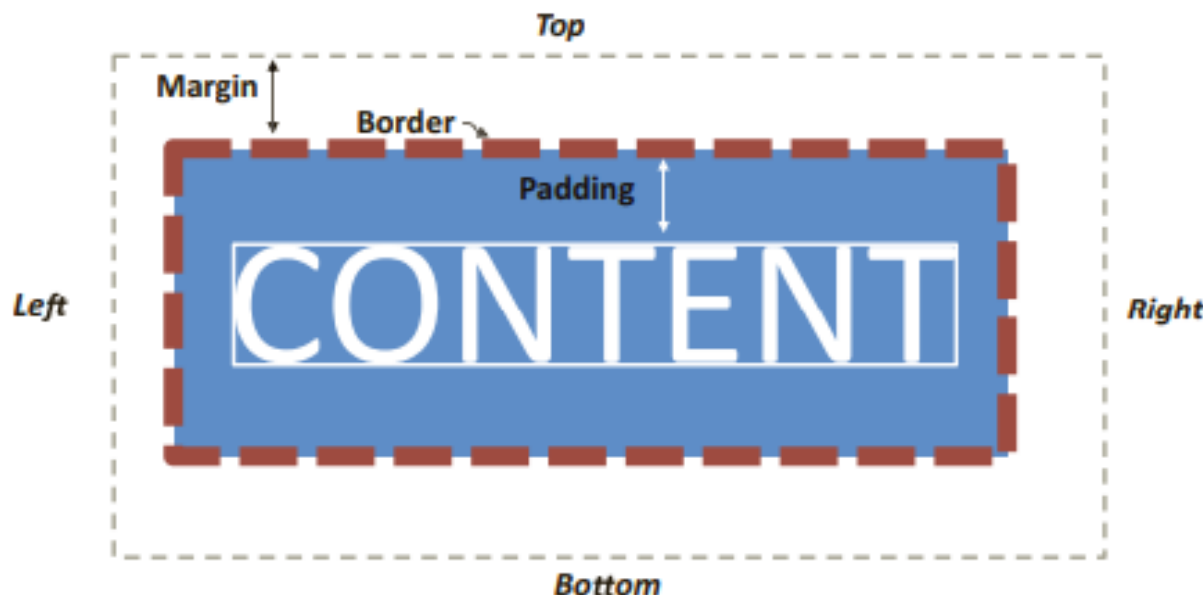 Top
Margin
Border
Padding
CONTENT
Left
Right
Bottom